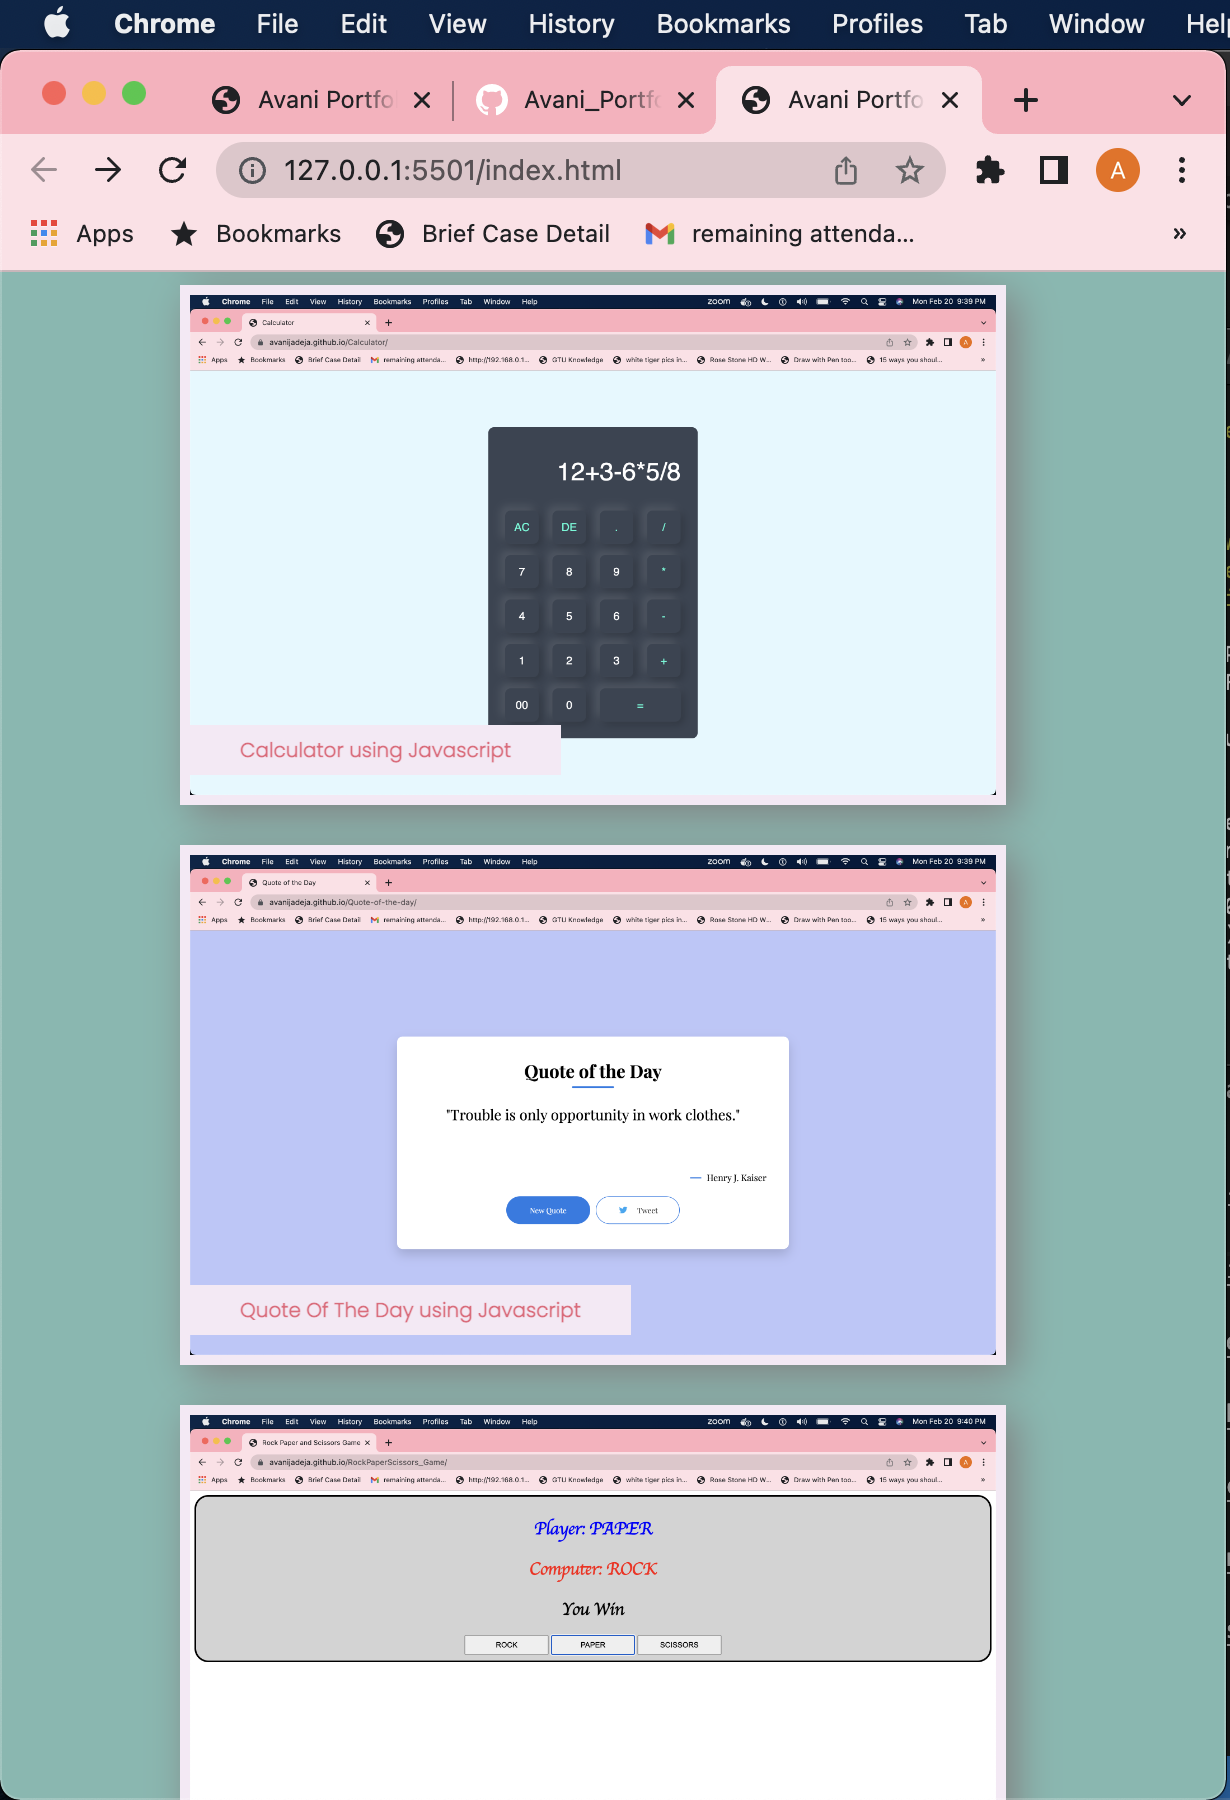 Chrome File Edit View History Bookmarks Profiles Tab Window Help
Avani Portfo Avani_Portfo Avani Portfo
127.0.0.1:5501/index.html A
Apps Bookmarks Brief Case Detail remaining attenda... »
Chrome File Edit View History Bookmarks Profiles Tab Window Help zoom Mon Feb 20 9:39 PM
Calculator
avanijadeja.github.io/Calculator/ A
Apps Bookmarks Brief Case Detail remaining attenda... http://192.168.0.1... GTU Knowledge white tiger pics in... Rose Stone HD W... Draw with Pen too... 15 ways you shoul... »
12+3-6*5/8
AC DE . /
7 8 9 *
4 5 6 -
1 2 3 +
00 0 =
Calculator using Javascript
Chrome File Edit View History Bookmarks Profiles Tab Window Help zoom Mon Feb 20 9:39 PM
Quote of the Day
avanijadeja.github.io/Quote-of-the-day/ A
Apps Bookmarks Brief Case Detail remaining attenda... http://192.168.0.1... GTU Knowledge white tiger pics in... Rose Stone HD W... Draw with Pen too... 15 ways you shoul... »
Quote of the Day
"Trouble is only opportunity in work clothes."
— Henry J. Kaiser
New Quote Tweet
Quote Of The Day using Javascript
Chrome File Edit View History Bookmarks Profiles Tab Window Help zoom Mon Feb 20 9:40 PM
Rock Paper and Scissors Game
avanijadeja.github.io/RockPaperScissors_Game/ A
Apps Bookmarks Brief Case Detail remaining attenda... http://192.168.0.1... GTU Knowledge white tiger pics in... Rose Stone HD W... Draw with Pen too... 15 ways you shoul... »
Player: PAPER
Computer: ROCK
You Win
ROCK PAPER SCISSORS